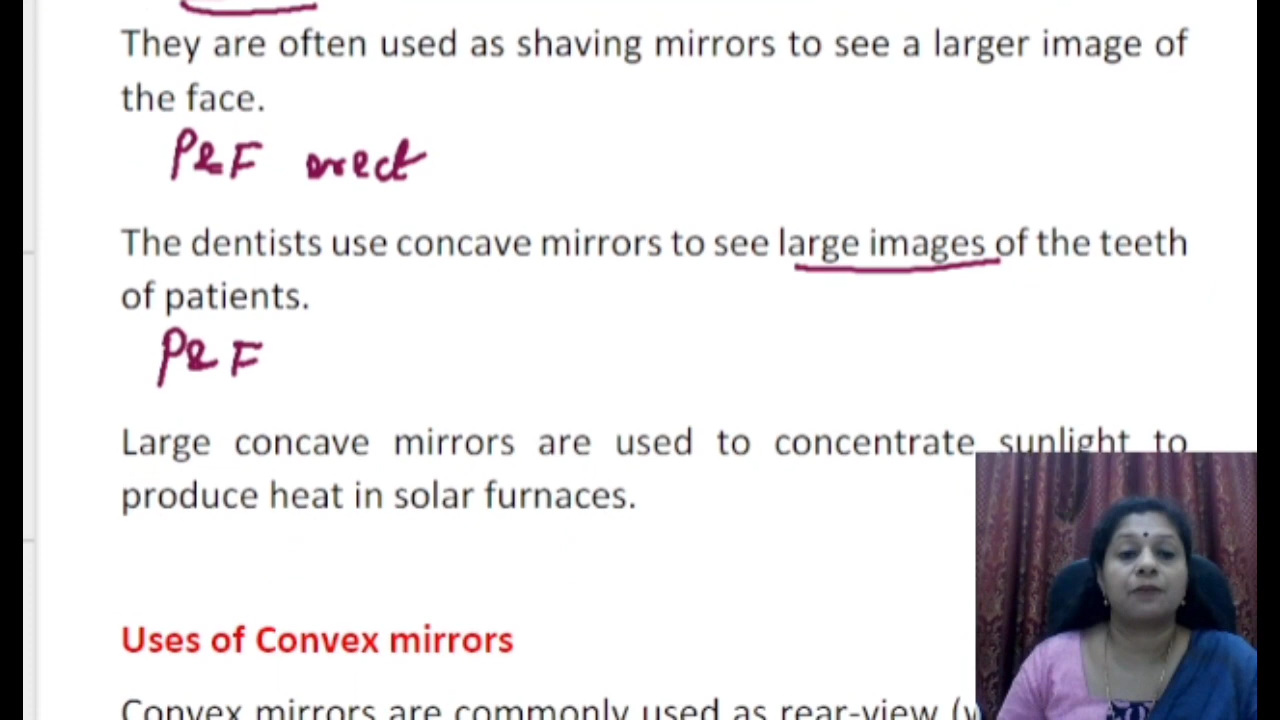 They are often used as shaving mirrors to see a larger image of
the face.
P&F erect
The dentists use concave mirrors to see large images of the teeth
of patients.
P& F
Large concave mirrors are used to concentrate sunlight to
produce heat in solar furnaces.
Uses of Convex mirrors
Convex mirrors are commonly used as rear-view